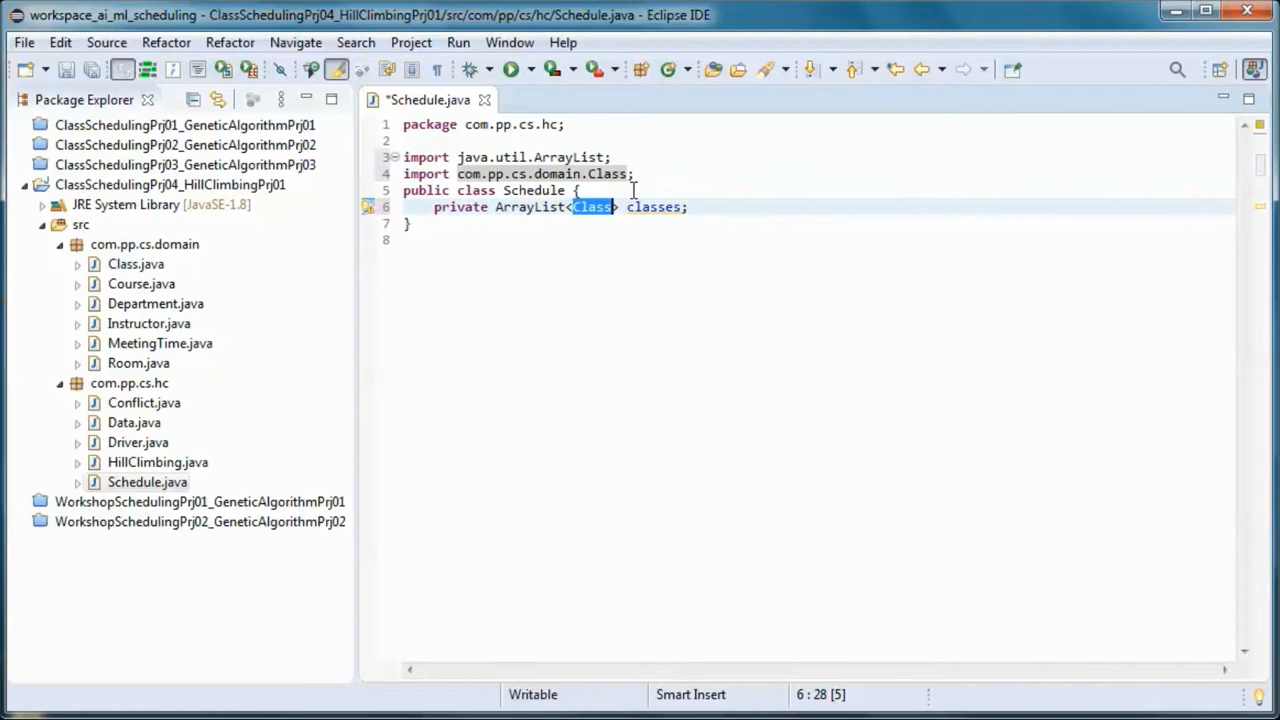 workspace_ai_ml_scheduling - ClassSchedulingPrj04_HillClimbingPrj01/src/com/pp/cs/hc/Schedule.java - Eclipse IDE
File Edit Source Refactor Refactor Navigate Search Project Run Window Help
Package Explorer
*Schedule.java
ClassSchedulingPrj01_GeneticAlgorithmPrj01
ClassSchedulingPrj02_GeneticAlgorithmPrj02
ClassSchedulingPrj03_GeneticAlgorithmPrj03
ClassSchedulingPrj04_HillClimbingPrj01
JRE System Library [JavaSE-1.8]
src
com.pp.cs.domain
Class.java
Course.java
Department.java
Instructor.java
MeetingTime.java
Room.java
com.pp.cs.hc
Conflict.java
Data.java
Driver.java
HillClimbing.java
Schedule.java
WorkshopSchedulingPrj01_GeneticAlgorithmPrj01
WorkshopSchedulingPrj02_GeneticAlgorithmPrj02
1 package com.pp.cs.hc;
2
3 import java.util.ArrayList;
4 import com.pp.cs.domain.Class;
5 public class Schedule {
6 private ArrayList<Class> classes;
7 }
8
Writable Smart Insert 6 : 28 [5]